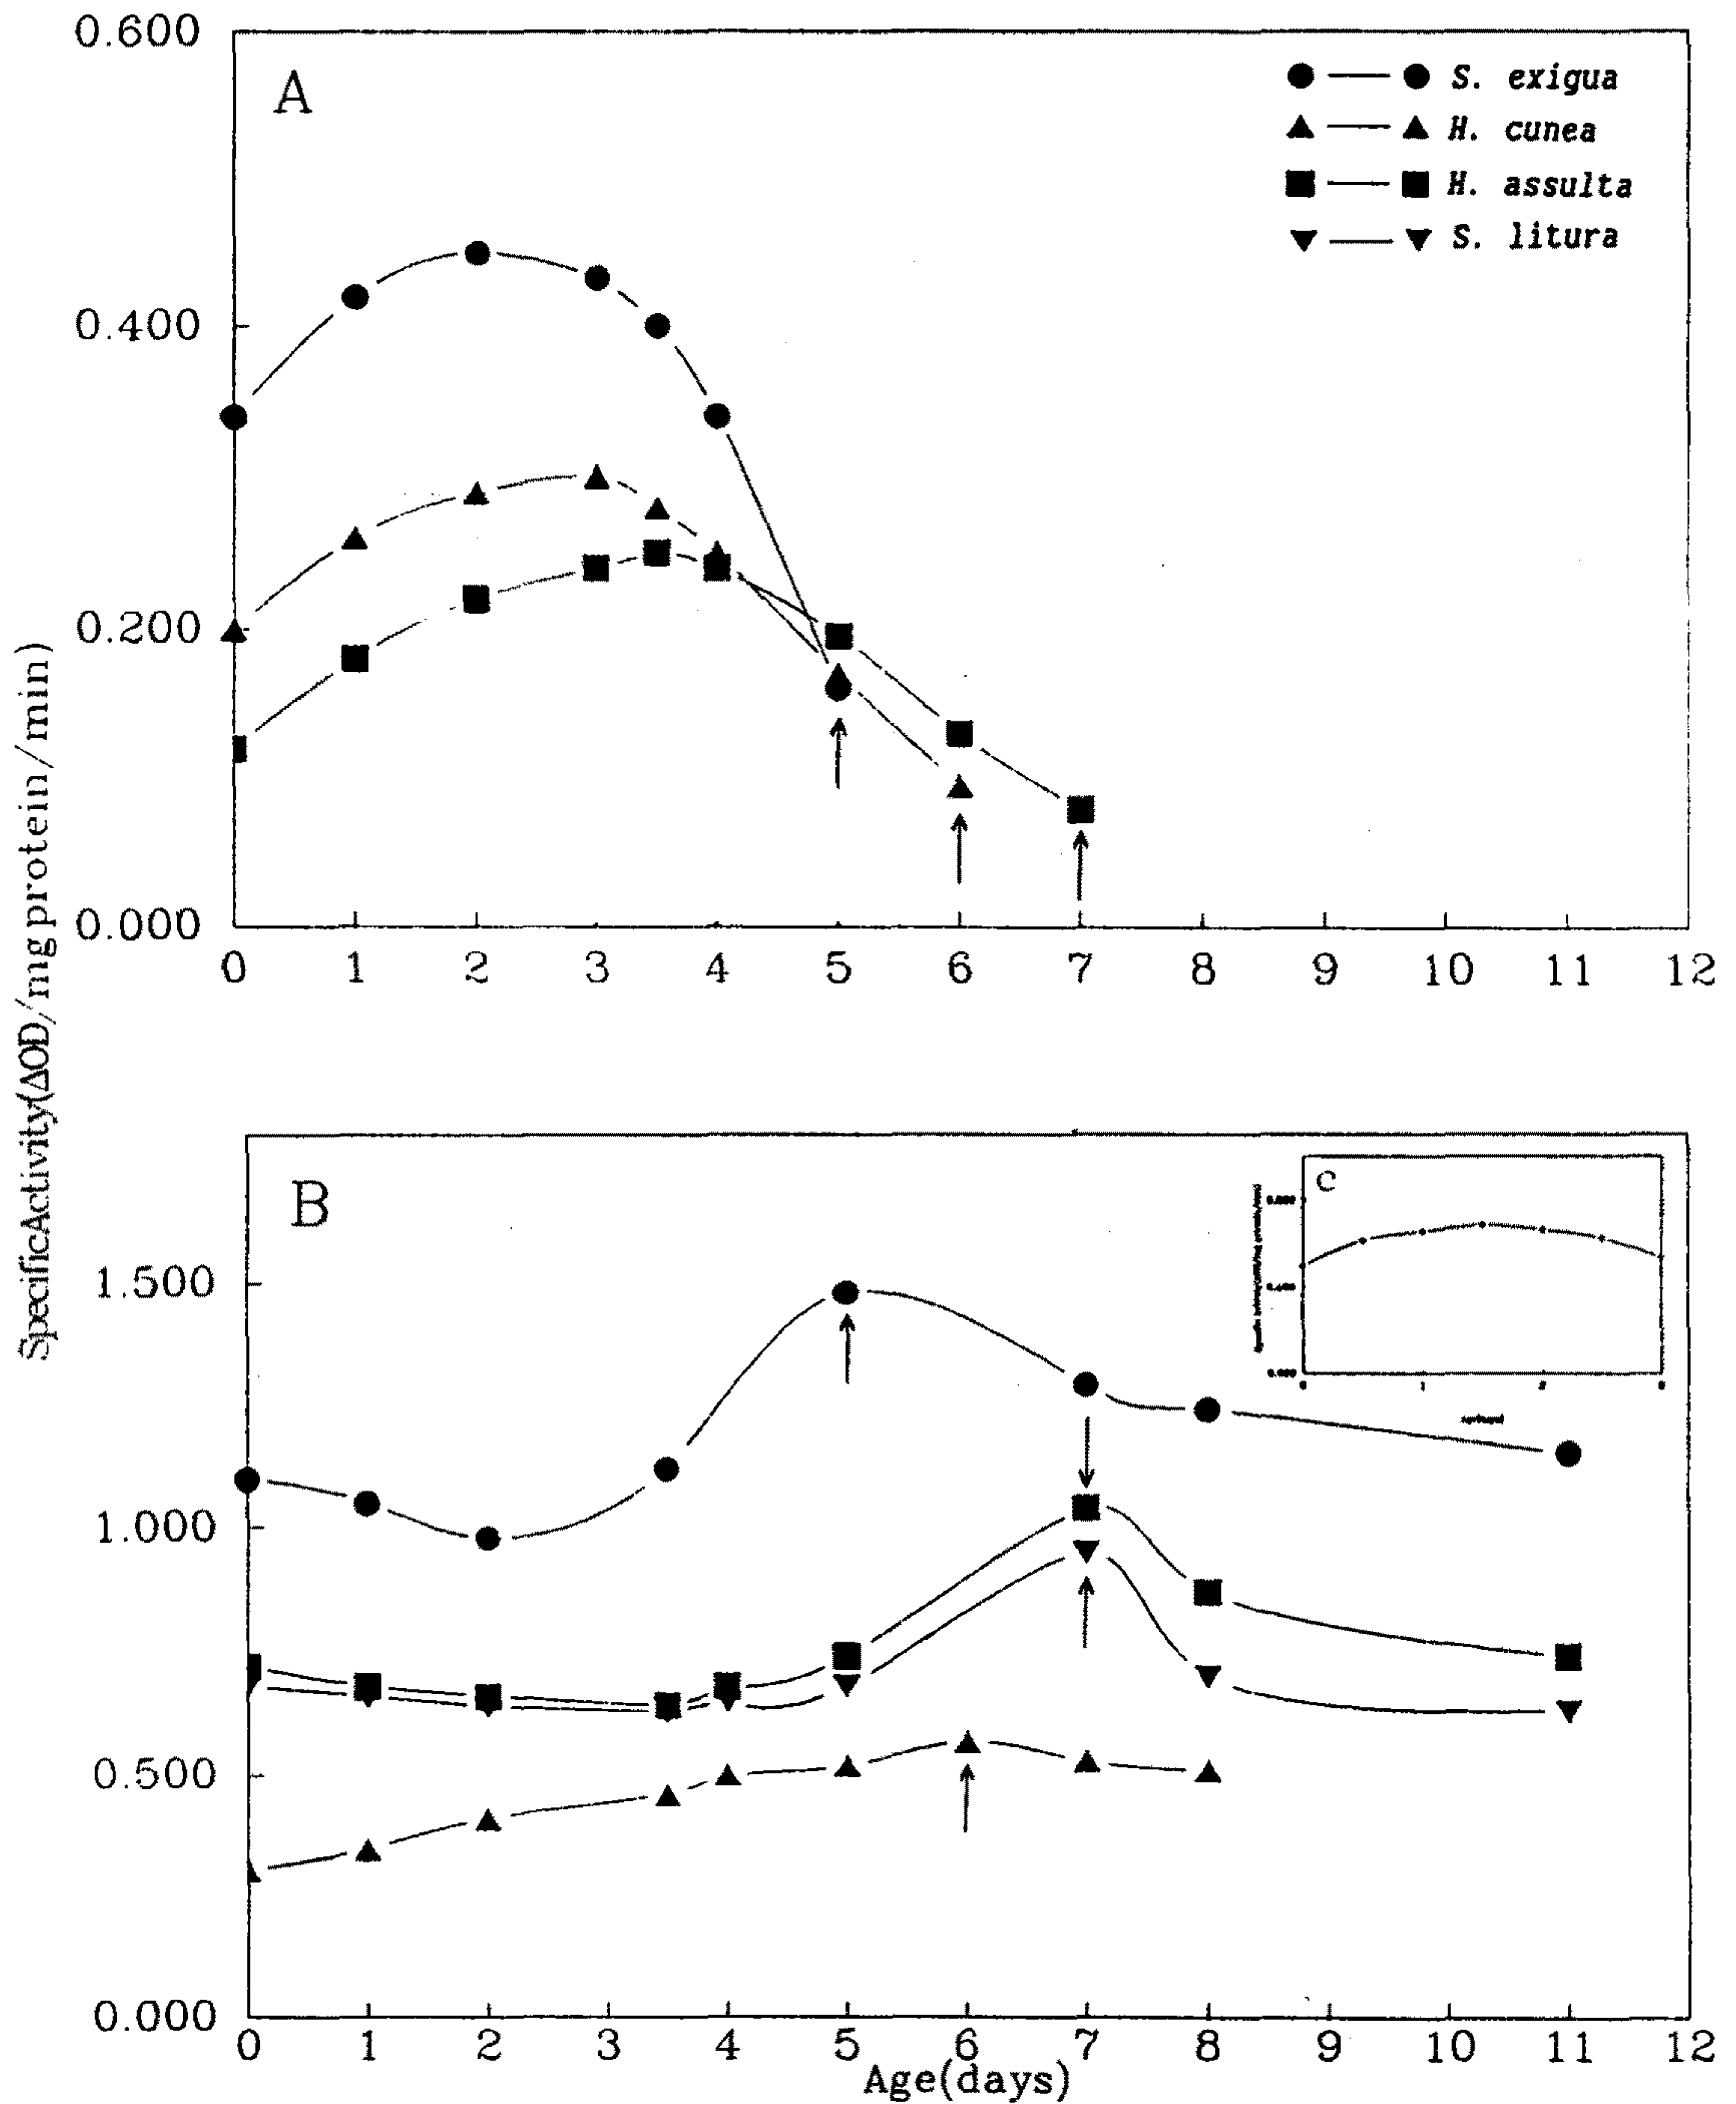 0.600
A
S. exigua
H. cunea
H. assulta
S. litura
0.400
0.200
0.000
0 1 2 3 4 5 6 7 8 9 10 11 12
SpecificActivity(ΔOD/mg protein/min)
B
C
1.500
1.000
0.500
0.000
0 1 2 3 4 5 6 7 8 9 10 11 12
Age(days)